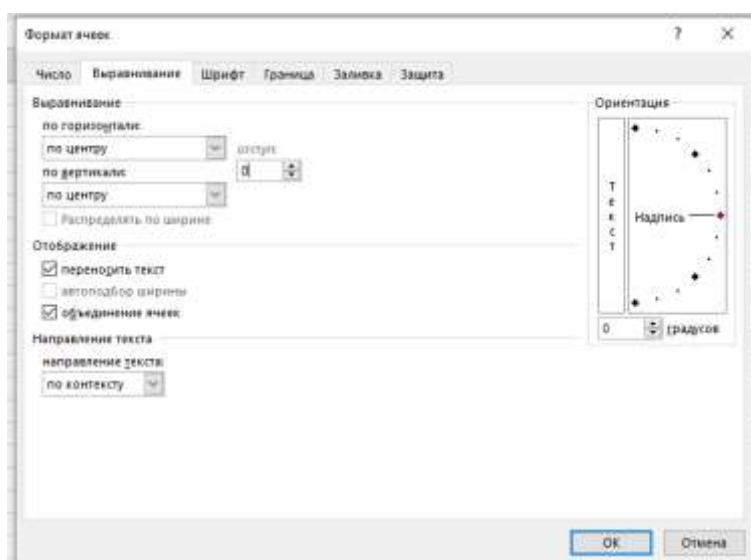 Формат ячеек
? ×
Число Выравнивание Шрифт Граница Заливка Защита
Выравнивание
по горизонтали:
по центру
отступ:
по вертикали:
0
по центру
Распределять по ширине
Отображение
переносить текст
автоподбор ширины
объединение ячеек
Направление текста
направление текста:
по контексту
Ориентация
Текст
Надпись
0 градусов
ОК Отмена